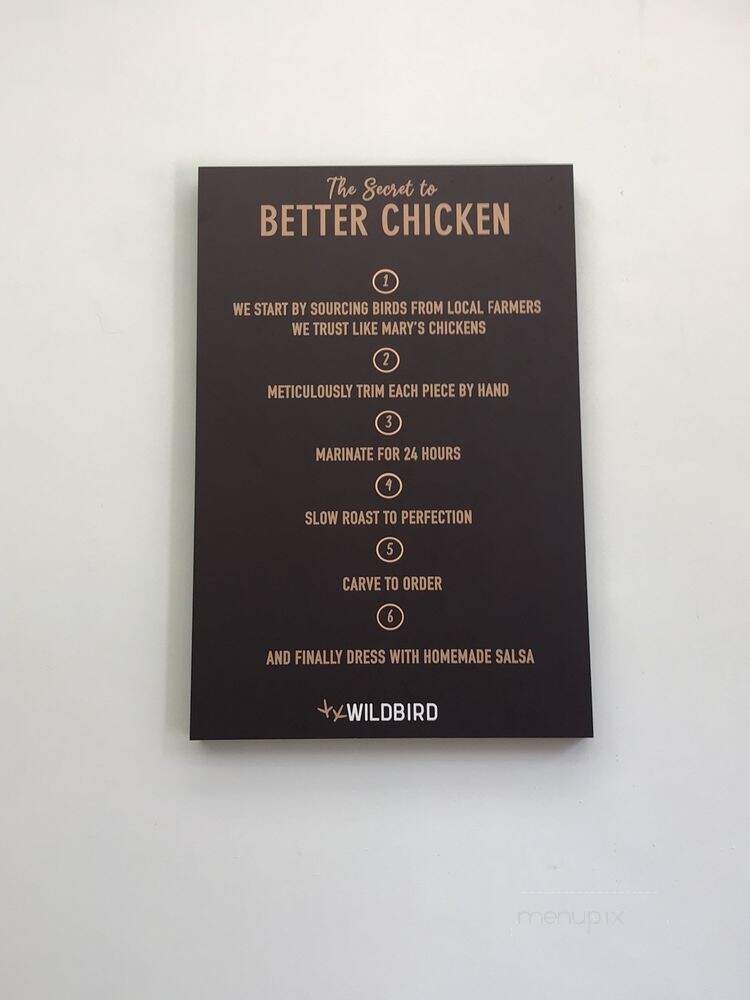 The Secret to
BETTER CHICKEN
1
WE START BY SOURCING BIRDS FROM LOCAL FARMERS
WE TRUST LIKE MARY'S CHICKENS
2
METICULOUSLY TRIM EACH PIECE BY HAND
3
MARINATE FOR 24 HOURS
4
SLOW ROAST TO PERFECTION
5
CARVE TO ORDER
6
AND FINALLY DRESS WITH HOMEMADE SALSA
WILDBIRD
menupix